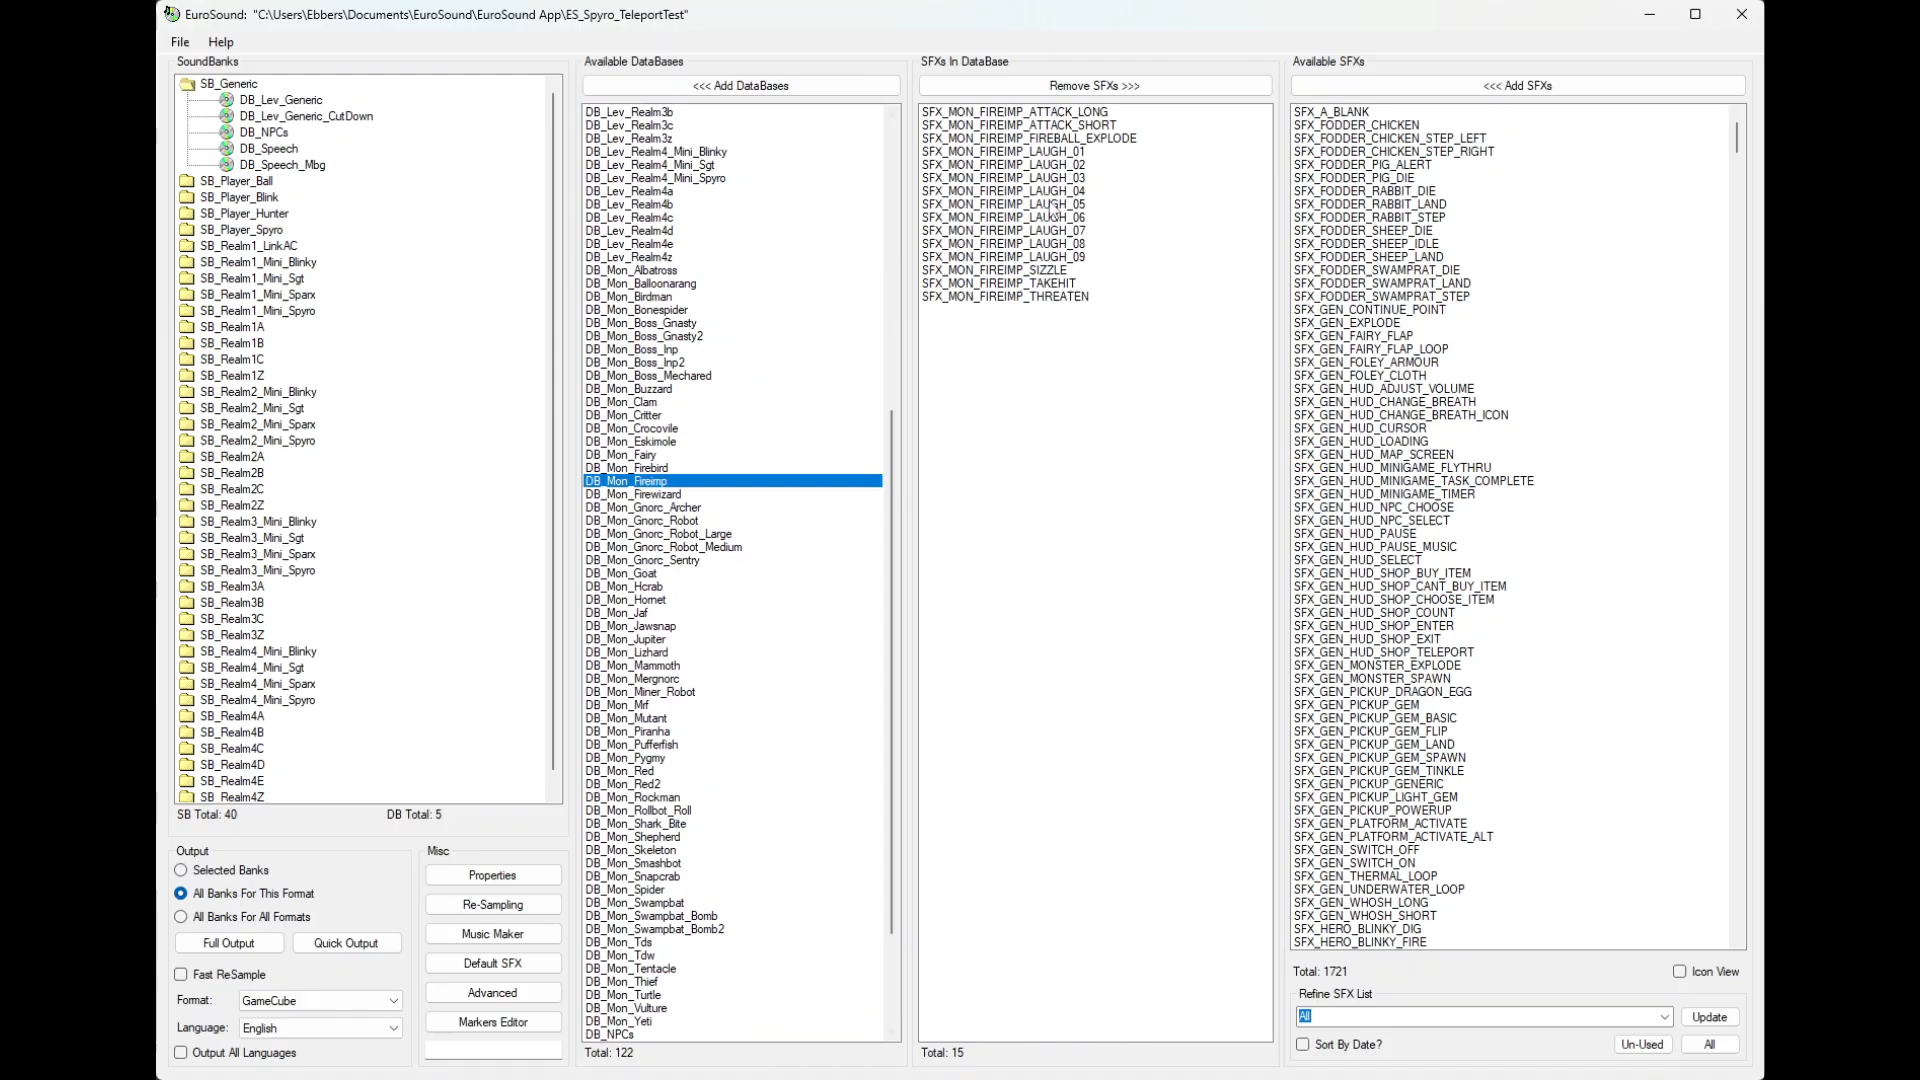 EuroSound:  "C:\Users\Ebbers\Documents\EuroSound\EuroSound App\ES_Spyro_TeleportTest"
File Help
SoundBanks
SB_Generic
DB_Lev_Generic
DB_Lev_Generic_CutDown
DB_NPCs
DB_Speech
DB_Speech_Mbg
SB_Player_Ball
SB_Player_Blink
SB_Player_Hunter
SB_Player_Spyro
SB_Realm1_LinkAC
SB_Realm1_Mini_Blinky
SB_Realm1_Mini_Sgt
SB_Realm1_Mini_Sparx
SB_Realm1_Mini_Spyro
SB_Realm1A
SB_Realm1B
SB_Realm1C
SB_Realm1Z
SB_Realm2_Mini_Blinky
SB_Realm2_Mini_Sgt
SB_Realm2_Mini_Sparx
SB_Realm2_Mini_Spyro
SB_Realm2A
SB_Realm2B
SB_Realm2C
SB_Realm2Z
SB_Realm3_Mini_Blinky
SB_Realm3_Mini_Sgt
SB_Realm3_Mini_Sparx
SB_Realm3_Mini_Spyro
SB_Realm3A
SB_Realm3B
SB_Realm3C
SB_Realm3Z
SB_Realm4_Mini_Blinky
SB_Realm4_Mini_Sgt
SB_Realm4_Mini_Sparx
SB_Realm4_Mini_Spyro
SB_Realm4A
SB_Realm4B
SB_Realm4C
SB_Realm4D
SB_Realm4E
SB_Realm4Z
SB Total: 40 DB Total: 5
Output
Selected Banks
All Banks For This Format
All Banks For All Formats
Full Output Quick Output
Fast ReSample
Format: GameCube
Language: English
Output All Languages
Misc
Properties
Re-Sampling
Music Maker
Default SFX
Advanced
Markers Editor
Available DataBases
<<< Add DataBases
DB_Lev_Realm3b
DB_Lev_Realm3c
DB_Lev_Realm3z
DB_Lev_Realm4_Mini_Blinky
DB_Lev_Realm4_Mini_Sgt
DB_Lev_Realm4_Mini_Spyro
DB_Lev_Realm4a
DB_Lev_Realm4b
DB_Lev_Realm4c
DB_Lev_Realm4d
DB_Lev_Realm4e
DB_Lev_Realm4z
DB_Mon_Albatross
DB_Mon_Balloonarang
DB_Mon_Birdman
DB_Mon_Bonespider
DB_Mon_Boss_Gnasty
DB_Mon_Boss_Gnasty2
DB_Mon_Boss_Inp
DB_Mon_Boss_Inp2
DB_Mon_Boss_Mechared
DB_Mon_Buzzard
DB_Mon_Clam
DB_Mon_Critter
DB_Mon_Crocovile
DB_Mon_Eskimole
DB_Mon_Fairy
DB_Mon_Firebird
DB_Mon_Fireimp
DB_Mon_Firewizard
DB_Mon_Gnorc_Archer
DB_Mon_Gnorc_Robot
DB_Mon_Gnorc_Robot_Large
DB_Mon_Gnorc_Robot_Medium
DB_Mon_Gnorc_Sentry
DB_Mon_Goat
DB_Mon_Hcrab
DB_Mon_Hornet
DB_Mon_Jaf
DB_Mon_Jawsnap
DB_Mon_Jupiter
DB_Mon_Lizhard
DB_Mon_Mammoth
DB_Mon_Mergnorc
DB_Mon_Miner_Robot
DB_Mon_Mrf
DB_Mon_Mutant
DB_Mon_Piranha
DB_Mon_Pufferfish
DB_Mon_Pygmy
DB_Mon_Red
DB_Mon_Red2
DB_Mon_Rockman
DB_Mon_Rollbot_Roll
DB_Mon_Shark_Bite
DB_Mon_Shepherd
DB_Mon_Skeleton
DB_Mon_Smashbot
DB_Mon_Snapcrab
DB_Mon_Spider
DB_Mon_Swampbat
DB_Mon_Swampbat_Bomb
DB_Mon_Swampbat_Bomb2
DB_Mon_Tds
DB_Mon_Tdw
DB_Mon_Tentacle
DB_Mon_Thief
DB_Mon_Turtle
DB_Mon_Vulture
DB_Mon_Yeti
DB_NPCs
Total: 122
SFXs In DataBase
Remove SFXs >>>
SFX_MON_FIREIMP_ATTACK_LONG
SFX_MON_FIREIMP_ATTACK_SHORT
SFX_MON_FIREIMP_FIREBALL_EXPLODE
SFX_MON_FIREIMP_LAUGH_01
SFX_MON_FIREIMP_LAUGH_02
SFX_MON_FIREIMP_LAUGH_03
SFX_MON_FIREIMP_LAUGH_04
SFX_MON_FIREIMP_LAUGH_05
SFX_MON_FIREIMP_LAUGH_06
SFX_MON_FIREIMP_LAUGH_07
SFX_MON_FIREIMP_LAUGH_08
SFX_MON_FIREIMP_LAUGH_09
SFX_MON_FIREIMP_SIZZLE
SFX_MON_FIREIMP_TAKEHIT
SFX_MON_FIREIMP_THREATEN
Total: 15
Available SFXs
<<< Add SFXs
SFX_A_BLANK
SFX_FODDER_CHICKEN
SFX_FODDER_CHICKEN_STEP_LEFT
SFX_FODDER_CHICKEN_STEP_RIGHT
SFX_FODDER_PIG_ALERT
SFX_FODDER_PIG_DIE
SFX_FODDER_RABBIT_DIE
SFX_FODDER_RABBIT_LAND
SFX_FODDER_RABBIT_STEP
SFX_FODDER_SHEEP_DIE
SFX_FODDER_SHEEP_IDLE
SFX_FODDER_SHEEP_LAND
SFX_FODDER_SWAMPRAT_DIE
SFX_FODDER_SWAMPRAT_LAND
SFX_FODDER_SWAMPRAT_STEP
SFX_GEN_CONTINUE_POINT
SFX_GEN_EXPLODE
SFX_GEN_FAIRY_FLAP
SFX_GEN_FAIRY_FLAP_LOOP
SFX_GEN_FOLEY_ARMOUR
SFX_GEN_FOLEY_CLOTH
SFX_GEN_HUD_ADJUST_VOLUME
SFX_GEN_HUD_CHANGE_BREATH
SFX_GEN_HUD_CHANGE_BREATH_ICON
SFX_GEN_HUD_CURSOR
SFX_GEN_HUD_LOADING
SFX_GEN_HUD_MAP_SCREEN
SFX_GEN_HUD_MINIGAME_FLYTHRU
SFX_GEN_HUD_MINIGAME_TASK_COMPLETE
SFX_GEN_HUD_MINIGAME_TIMER
SFX_GEN_HUD_NPC_CHOOSE
SFX_GEN_HUD_NPC_SELECT
SFX_GEN_HUD_PAUSE
SFX_GEN_HUD_PAUSE_MUSIC
SFX_GEN_HUD_SELECT
SFX_GEN_HUD_SHOP_BUY_ITEM
SFX_GEN_HUD_SHOP_CANT_BUY_ITEM
SFX_GEN_HUD_SHOP_CHOOSE_ITEM
SFX_GEN_HUD_SHOP_COUNT
SFX_GEN_HUD_SHOP_ENTER
SFX_GEN_HUD_SHOP_EXIT
SFX_GEN_HUD_SHOP_TELEPORT
SFX_GEN_MONSTER_EXPLODE
SFX_GEN_MONSTER_SPAWN
SFX_GEN_PICKUP_DRAGON_EGG
SFX_GEN_PICKUP_GEM
SFX_GEN_PICKUP_GEM_BASIC
SFX_GEN_PICKUP_GEM_FLIP
SFX_GEN_PICKUP_GEM_LAND
SFX_GEN_PICKUP_GEM_SPAWN
SFX_GEN_PICKUP_GEM_TINKLE
SFX_GEN_PICKUP_GENERIC
SFX_GEN_PICKUP_LIGHT_GEM
SFX_GEN_PICKUP_POWERUP
SFX_GEN_PLATFORM_ACTIVATE
SFX_GEN_PLATFORM_ACTIVATE_ALT
SFX_GEN_SWITCH_OFF
SFX_GEN_SWITCH_ON
SFX_GEN_THERMAL_LOOP
SFX_GEN_UNDERWATER_LOOP
SFX_GEN_WHOSH_LONG
SFX_GEN_WHOSH_SHORT
SFX_HERO_BLINKY_DIG
SFX_HERO_BLINKY_FIRE
Total: 1721 Icon View
Refine SFX List
All Update
Sort By Date? Un-Used All